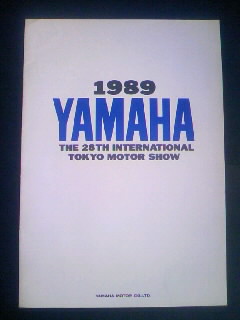 1989
YAMAHA
THE 28TH INTERNATIONAL
TOKYO MOTOR SHOW
YAMAHA MOTOR CO., LTD.